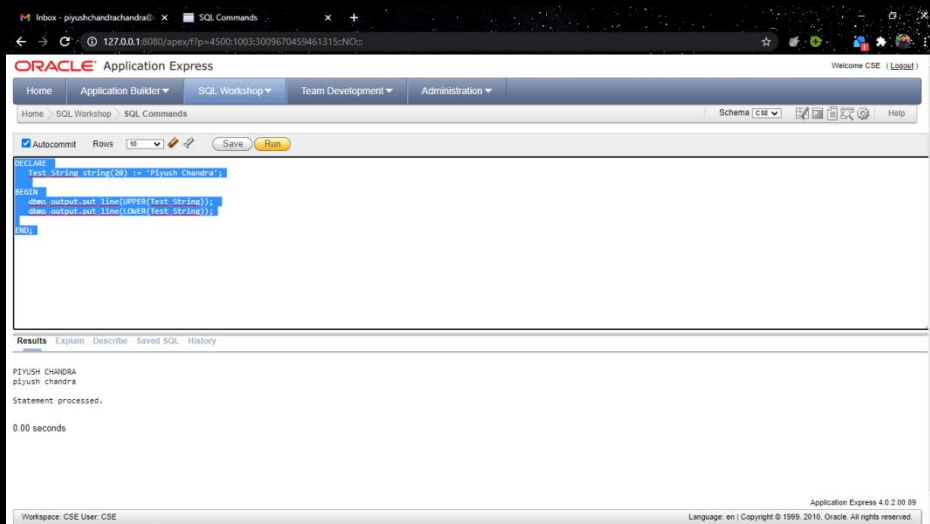 Inbox - piyushchandrachandra@
SQL Commands
127.0.0.1:8080/apex/f?p=4500:1003:3009670459461315::NO:::
ORACLE Application Express
Welcome CSE ( Logout )
Home Application Builder SQL Workshop Team Development Administration
Home SQL Workshop SQL Commands
Schema CSE Help
Autocommit Rows 10 Save Run
DECLARE
Test_String string(20) := 'Piyush Chandra';
BEGIN
dbms_output.put_line(UPPER(Test_String));
dbms_output.put_line(LOWER(Test_String));
END;
Results Explain Describe Saved SQL History
PIYUSH CHANDRA
piyush chandra
Statement processed.
0.00 seconds
Application Express 4.0.2.00.09
Workspace: CSE User: CSE
Language: en | Copyright © 1999, 2010, Oracle. All rights reserved.